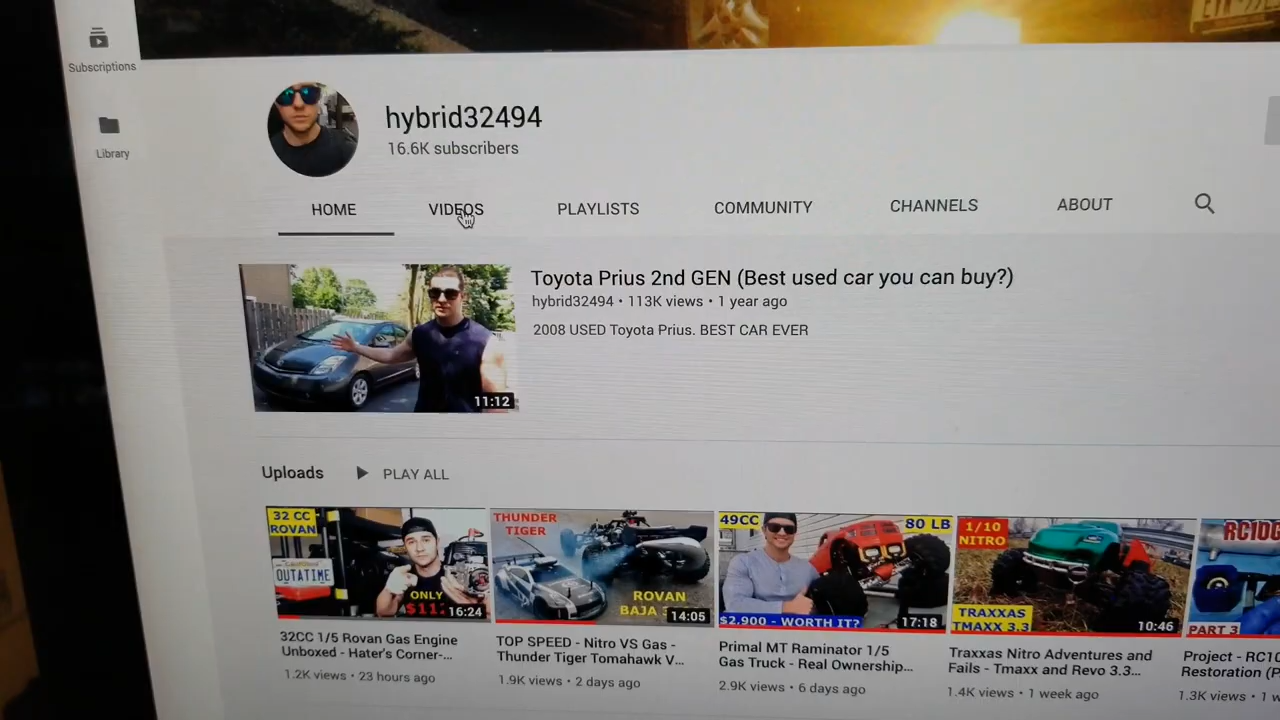 Subscriptions
Library
hybrid32494
16.6K subscribers
HOME
VIDEOS
PLAYLISTS
COMMUNITY
CHANNELS
ABOUT
Toyota Prius 2nd GEN (Best used car you can buy?)
hybrid32494 • 113K views • 1 year ago
2008 USED Toyota Prius. BEST CAR EVER
11:12
Uploads
PLAY ALL
32 CC
ROVAN
OUTATIME
ONLY
16:24
32CC 1/5 Rovan Gas Engine
Unboxed - Hater's Corner-...
1.2K views • 23 hours ago
THUNDER
TIGER
ROVAN
BAJA
14:05
TOP SPEED - Nitro VS Gas -
Thunder Tiger Tomahawk V...
1.9K views • 2 days ago
49CC
80 LB
$2,900 - WORTH IT?
17:18
Primal MT Raminator 1/5
Gas Truck - Real Ownership...
2.9K views • 6 days ago
1/10
NITRO
TRAXXAS
TMAXX 3.3
10:46
Traxxas Nitro Adventures and
Fails - Tmaxx and Revo 3.3...
1.4K views • 1 week ago
PART 3
Project - RC10
Restoration (P
1.3K views • 1 w